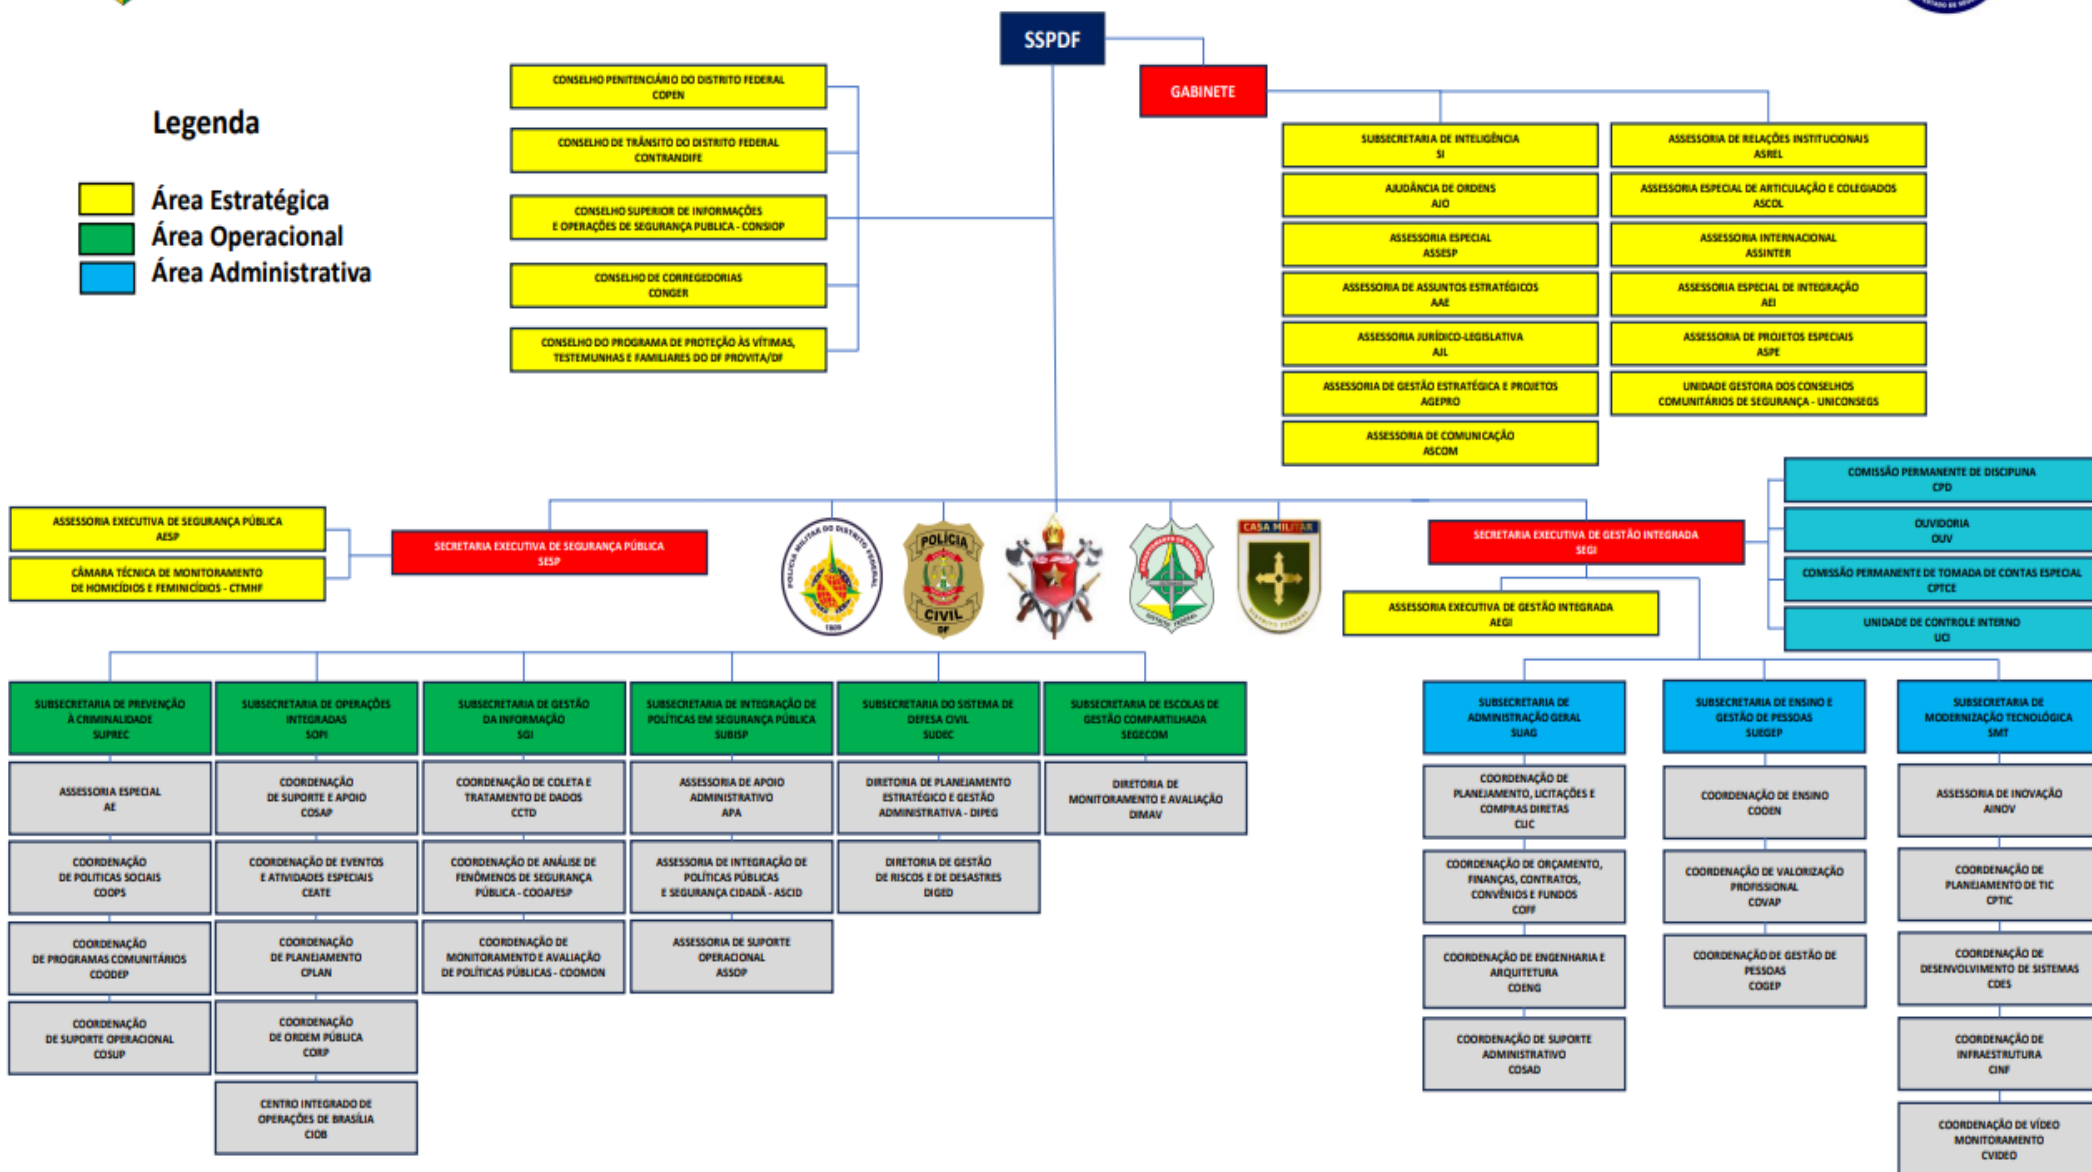 SSPDF
GABINETE
CONSELHO PENITENCIÁRIO DO DISTRITO FEDERAL
COPEN
CONSELHO DE TRÂNSITO DO DISTRITO FEDERAL
CONTRANDIFE
CONSELHO SUPERIOR DE INFORMAÇÕES
E OPERAÇÕES DE SEGURANÇA PUBLICA - CONSIOP
CONSELHO DE CORREGEDORIAS
CONGER
CONSELHO DO PROGRAMA DE PROTEÇÃO ÀS VÍTIMAS,
TESTEMUNHAS E FAMILIARES DO DF PROVITA/DF
Legenda
Área Estratégica
Área Operacional
Área Administrativa
SUBSECRETARIA DE INTELIGÊNCIA
SI
AJUDÂNCIA DE ORDENS
AJO
ASSESSORIA ESPECIAL
ASSESP
ASSESSORIA DE ASSUNTOS ESTRATÉGICOS
AAE
ASSESSORIA JURÍDICO-LEGISLATIVA
AJL
ASSESSORIA DE GESTÃO ESTRATÉGICA E PROJETOS
AGEPRO
ASSESSORIA DE COMUNICAÇÃO
ASCOM
ASSESSORIA DE RELAÇÕES INSTITUCIONAIS
ASREL
ASSESSORIA ESPECIAL DE ARTICULAÇÃO E COLEGIADOS
ASCOL
ASSESSORIA INTERNACIONAL
ASSINTER
ASSESSORIA ESPECIAL DE INTEGRAÇÃO
AEI
ASSESSORIA DE PROJETOS ESPECIAIS
ASPE
UNIDADE GESTORA DOS CONSELHOS
COMUNITÁRIOS DE SEGURANÇA - UNICONSEGS
ASSESSORIA EXECUTIVA DE SEGURANÇA PÚBLICA
AESP
CÂMARA TÉCNICA DE MONITORAMENTO
DE HOMICÍDIOS E FEMINICÍDIOS - CTMHF
SECRETARIA EXECUTIVA DE SEGURANÇA PÚBLICA
SESP
POLÍCIA MILITAR DO DISTRITO FEDERAL
1809
POLÍCIA
CIVIL
DF
DEPARTAMENTO DE TRÂNSITO
DISTRITO FEDERAL
CASA MILITAR
DISTRITO FEDERAL
SECRETARIA EXECUTIVA DE GESTÃO INTEGRADA
SEGI
ASSESSORIA EXECUTIVA DE GESTÃO INTEGRADA
AEGI
COMISSÃO PERMANENTE DE DISCIPLINA
CPD
OUVIDORIA
OUV
COMISSÃO PERMANENTE DE TOMADA DE CONTAS ESPECIAL
CPTCE
UNIDADE DE CONTROLE INTERNO
UCI
SUBSECRETARIA DE PREVENÇÃO
À CRIMINALIDADE
SUPREC
ASSESSORIA ESPECIAL
AE
COORDENAÇÃO
DE POLITICAS SOCIAIS
COOPS
COORDENAÇÃO
DE PROGRAMAS COMUNITÁRIOS
COODEP
COORDENAÇÃO
DE SUPORTE OPERACIONAL
COSUP
SUBSECRETARIA DE OPERAÇÕES
INTEGRADAS
SOPI
COORDENAÇÃO
DE SUPORTE E APOIO
COSAP
COORDENAÇÃO DE EVENTOS
E ATIVIDADES ESPECIAIS
CEATE
COORDENAÇÃO
DE PLANEJAMENTO
CPLAN
COORDENAÇÃO
DE ORDEM PÚBLICA
CORP
CENTRO INTEGRADO DE
OPERAÇÕES DE BRASÍLIA
CIOB
SUBSECRETARIA DE GESTÃO
DA INFORMAÇÃO
SGI
COORDENAÇÃO DE COLETA E
TRATAMENTO DE DADOS
CCTD
COORDENAÇÃO DE ANÁLISE DE
FENÔMENOS DE SEGURANÇA
PÚBLICA - COOAFESP
COORDENAÇÃO DE
MONITORAMENTO E AVALIAÇÃO
DE POLÍTICAS PÚBLICAS - COOMON
SUBSECRETARIA DE INTEGRAÇÃO DE
POLÍTICAS EM SEGURANÇA PÚBLICA
SUBISP
ASSESSORIA DE APOIO
ADMINISTRATIVO
APA
ASSESSORIA DE INTEGRAÇÃO DE
POLÍTICAS PÚBLICAS
E SEGURANÇA CIDADÃ - ASCID
ASSESSORIA DE SUPORTE
OPERACIONAL
ASSOP
SUBSECRETARIA DO SISTEMA DE
DEFESA CIVIL
SUDEC
DIRETORIA DE PLANEJAMENTO
ESTRATÉGICO E GESTÃO
ADMINISTRATIVA - DIPEG
DIRETORIA DE GESTÃO
DE RISCOS E DE DESASTRES
DIGED
SUBSECRETARIA DE ESCOLAS DE
GESTÃO COMPARTILHADA
SEGECOM
DIRETORIA DE
MONITORAMENTO E AVALIAÇÃO
DIMAV
SUBSECRETARIA DE
ADMINISTRAÇÃO GERAL
SUAG
COORDENAÇÃO DE
PLANEJAMENTO, LICITAÇÕES E
COMPRAS DIRETAS
CLIC
COORDENAÇÃO DE ORÇAMENTO,
FINANÇAS, CONTRATOS,
CONVÊNIOS E FUNDOS
COFF
COORDENAÇÃO DE ENGENHARIA E
ARQUITETURA
COENG
COORDENAÇÃO DE SUPORTE
ADMINISTRATIVO
COSAD
SUBSECRETARIA DE ENSINO E
GESTÃO DE PESSOAS
SUEGEP
COORDENAÇÃO DE ENSINO
COOEN
COORDENAÇÃO DE VALORIZAÇÃO
PROFISSIONAL
COVAP
COORDENAÇÃO DE GESTÃO DE
PESSOAS
COGEP
SUBSECRETARIA DE
MODERNIZAÇÃO TECNOLÓGICA
SMT
ASSESSORIA DE INOVAÇÃO
AINOV
COORDENAÇÃO DE
PLANEJAMENTO DE TIC
CPTIC
COORDENAÇÃO DE
DESENVOLVIMENTO DE SISTEMAS
CDES
COORDENAÇÃO DE
INFRAESTRUTURA
CINF
COORDENAÇÃO DE VÍDEO
MONITORAMENTO
CVIDEO